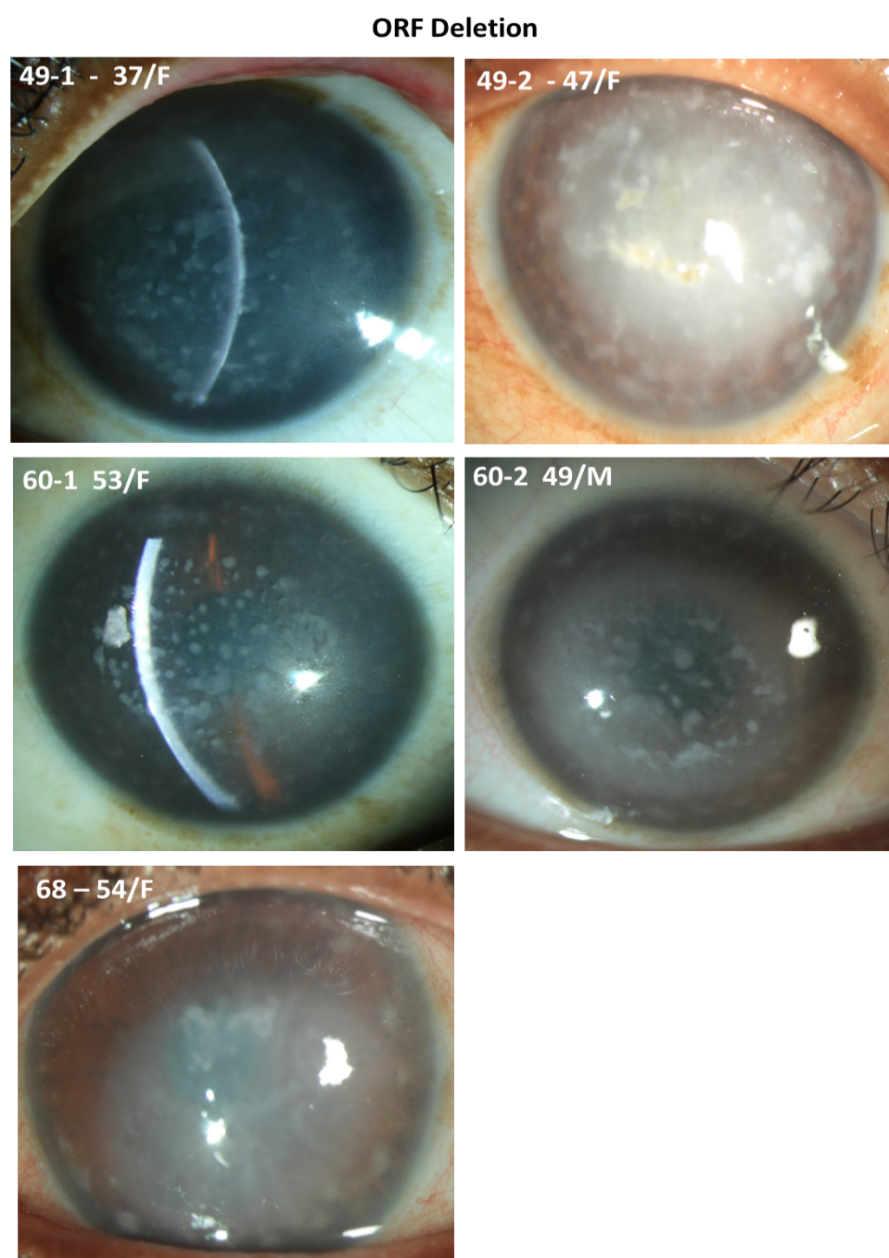 ORF Deletion
49-1 - 37/F
49-2 - 47/F
60-1 53/F
60-2 49/M
68 – 54/F